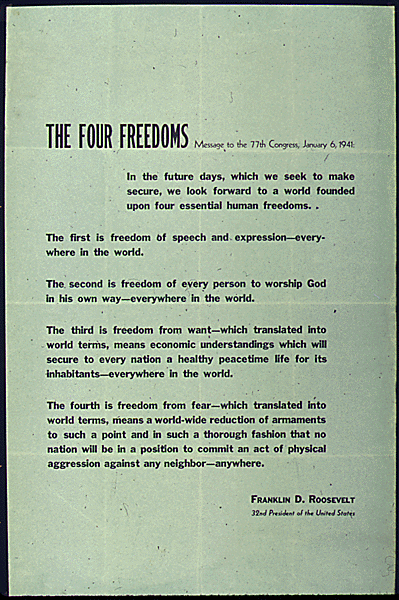 THE FOUR FREEDOMS Message to the 77th Congress, January 6, 1941:
In the future days, which we seek to make
secure, we look forward to a world founded
upon four essential human freedoms. .
The first is freedom of speech and expression—every-
where in the world.
The second is freedom of every person to worship God
in his own way—everywhere in the world.
The third is freedom from want—which translated into
world terms, means economic understandings which will
secure to every nation a healthy peacetime life for its
inhabitants—everywhere in the world.
The fourth is freedom from fear—which translated into
world terms, means a world-wide reduction of armaments
to such a point and in such a thorough fashion that no
nation will be in a position to commit an act of physical
aggression against any neighbor—anywhere.
FRANKLIN D. ROOSEVELT
32nd President of the United States